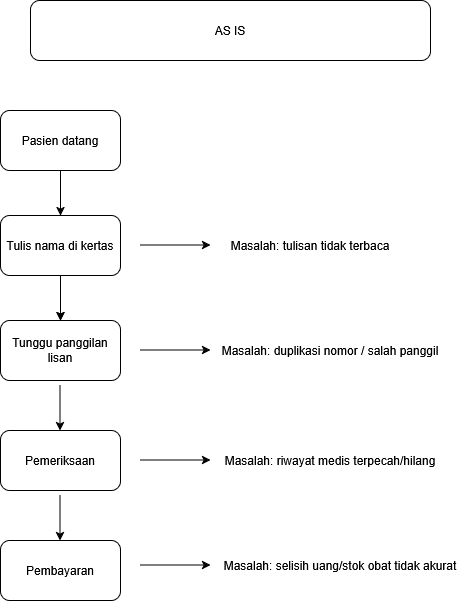 AS IS
Pasien datang
Tulis nama di kertas
Masalah: tulisan tidak terbaca
Tunggu panggilan
lisan
Masalah: duplikasi nomor / salah panggil
Pemeriksaan
Masalah: riwayat medis terpecah/hilang
Pembayaran
Masalah: selisih uang/stok obat tidak akurat